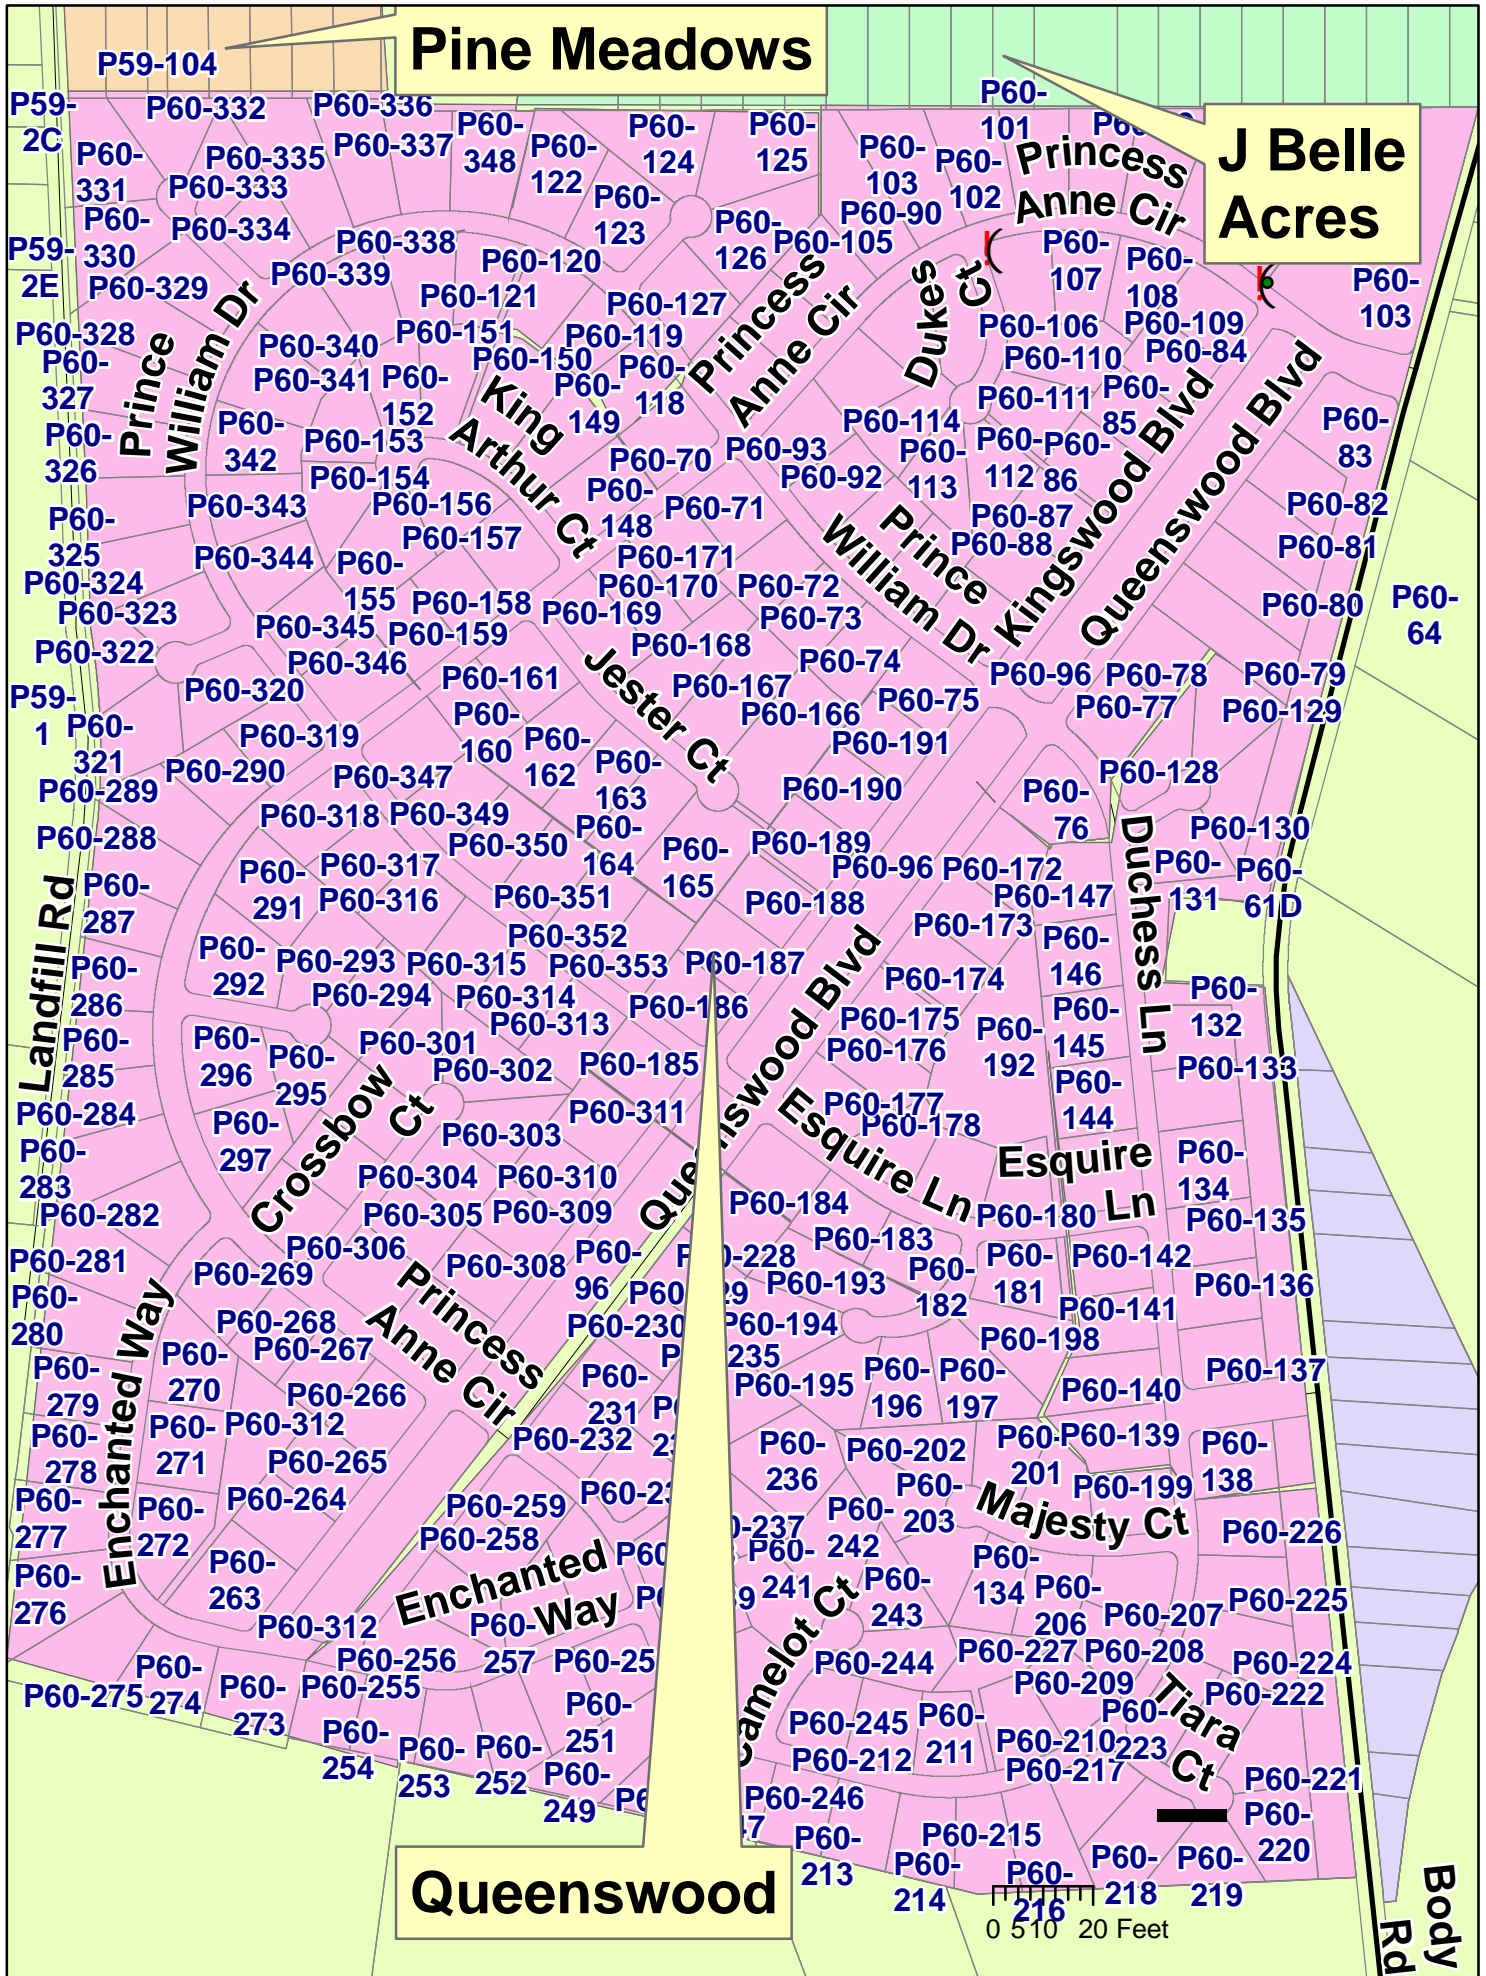 Pine Meadows
P59-104
P59-
2C
P60-332
P60-336
P60-
101
J Belle
Acres
P60-
331
P60-335
P60-337
P60-
348
P60-
122
P60-
124
P60-
125
P60-
103
P60-
102
Princess
Anne Cir
P60-333
P60-
330
P60-334
P60-
123
P60-
126
P60-90
P60-105
P59-
2E
P60-338
P60-120
P60-
107
P60-
108
P60-
103
P60-329
P60-339
P60-121
P60-127
Princess
Anne Cir
Dukes
Ct
P60-328
Prince
William Dr
P60-340
P60-151
P60-119
P60-106
P60-109
P60-
327
P60-341
P60-
152
P60-150
P60-
149
P60-
118
P60-110
P60-84
P60-111
P60-
85
King
Arthur Ct
P60-
326
P60-
342
P60-153
P60-70
P60-93
P60-114
P60-
113
P60-
112
P60-
86
Kingswood Blvd
Queenswood Blvd
P60-
83
P60-154
P60-92
P60-343
P60-156
P60-
148
P60-71
P60-87
P60-82
P60-
325
P60-157
P60-88
P60-81
Prince
William Dr
P60-344
P60-
155
P60-171
P60-324
P60-170
P60-72
P60-323
P60-158
P60-169
P60-73
P60-80
P60-
64
P60-345
P60-159
P60-168
P60-322
P60-346
P60-74
P60-96
P60-78
P60-79
P59-
1
P60-320
P60-161
Jester Ct
P60-167
P60-75
P60-77
P60-129
P60-
321
P60-319
P60-
160
P60-
162
P60-166
P60-191
P60-290
P60-347
P60-
163
P60-190
P60-
76
P60-128
P60-289
P60-318
P60-349
P60-288
P60-350
P60-
164
P60-
165
P60-189
P60-130
Duchess Ln
P60-317
P60-96
P60-172
P60-
131
P60-
61D
P60-
287
P60-
291
P60-316
P60-351
P60-188
P60-147
P60-352
P60-173
P60-
146
Landfill Rd
P60-
286
P60-
292
P60-293
P60-315
P60-353
P60-187
P60-174
P60-
132
P60-294
P60-314
P60-186
Queenswood Blvd
P60-313
P60-175
P60-
192
P60-
145
P60-
285
P60-
296
P60-
295
P60-301
P60-302
P60-185
P60-176
P60-133
P60-284
Crossbow
Ct
P60-311
P60-177
P60-
144
P60-
297
P60-303
P60-178
Esquire Ln
Esquire
Ln
P60-
283
P60-304
P60-310
P60-
134
P60-282
P60-305
P60-309
P60-184
P60-180
P60-135
P60-281
P60-306
P60-308
P60-
96
P60-183
P60-
181
P60-142
P60-269
P60-193
P60-
182
P60-136
P60-
280
Enchanted Way
Princess
Anne Cir
P60-268
P60-230
P60-141
P60-267
P60-198
P60-
279
P60-
270
P60-266
P60-
231
P60-195
P60-
196
P60-
197
P60-140
P60-137
P60-
278
P60-
271
P60-312
P60-232
P60-
236
P60-202
P60-
201
P60-139
P60-
138
P60-265
P60-
277
P60-
272
P60-264
P60-259
P60-
203
Majesty Ct
P60-199
P60-258
P60-
242
P60-226
P60-
276
P60-
263
Enchanted
Way
P60-
241
P60-
243
P60-
134
P60-
206
P60-225
P60-312
P60-
257
Camelot Ct
P60-207
P60-256
P60-244
P60-227
P60-208
P60-224
P60-275
P60-
274
P60-
273
P60-255
P60-209
P60-222
P60-
251
P60-245
P60-
211
P60-210
P60-
223
Tiara
Ct
P60-
254
P60-
253
P60-
252
P60-212
P60-217
P60-
249
P60-246
P60-221
P60-
220
P60-
213
P60-215
Queenswood
P60-
214
P60-
216
P60-
218
P60-
219
0 5 10 20 Feet
Body
Rd